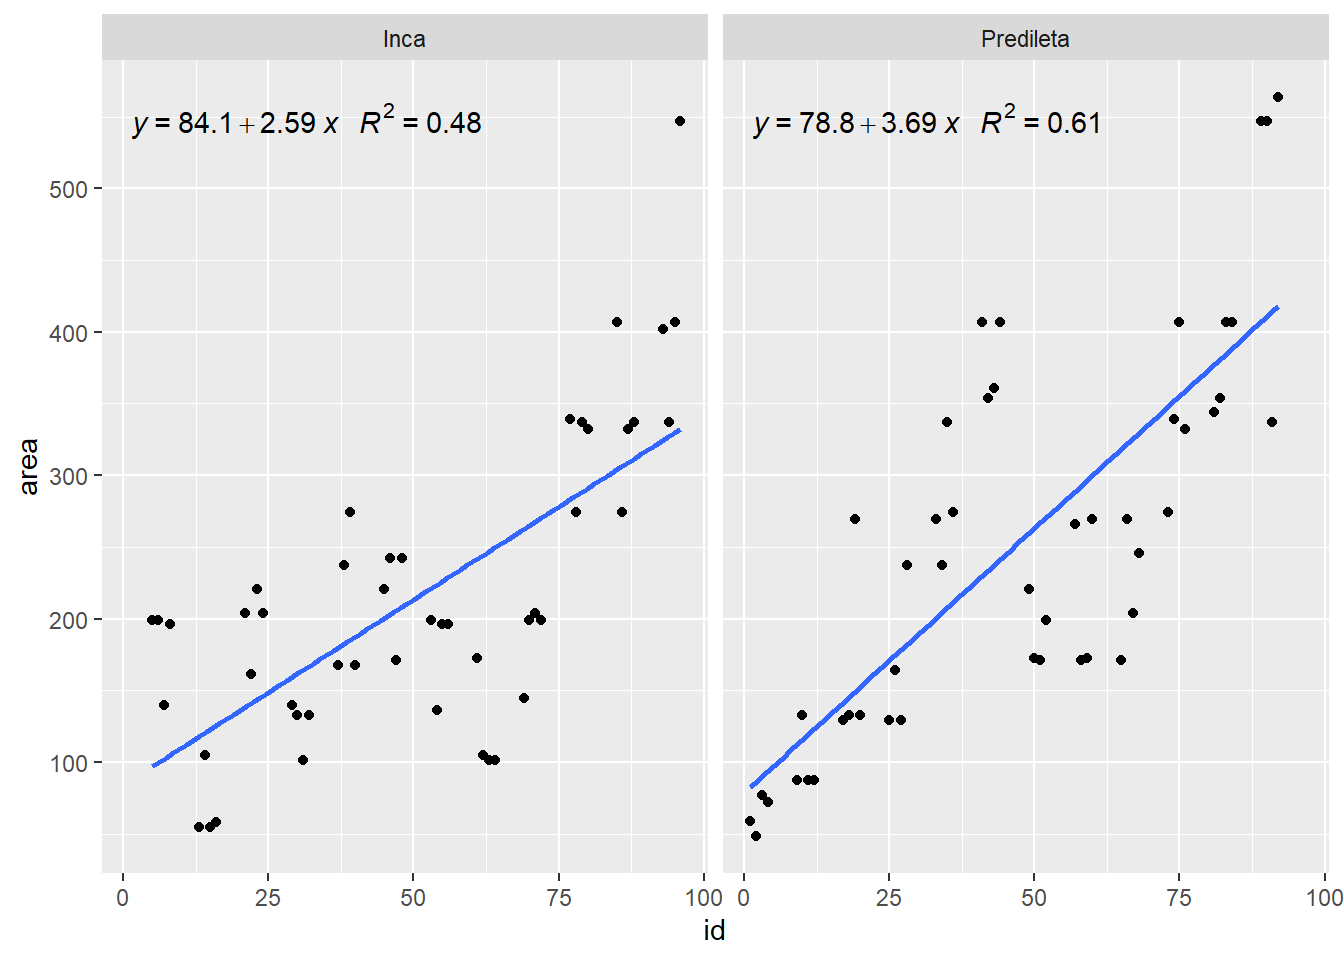 Inca
Predileta
y = 84.1+2.59 x R² = 0.48
y = 78.8+3.69 x R² = 0.61
area
500
400
300
200
100
0 25 50 75 100
0 25 50 75 100
id